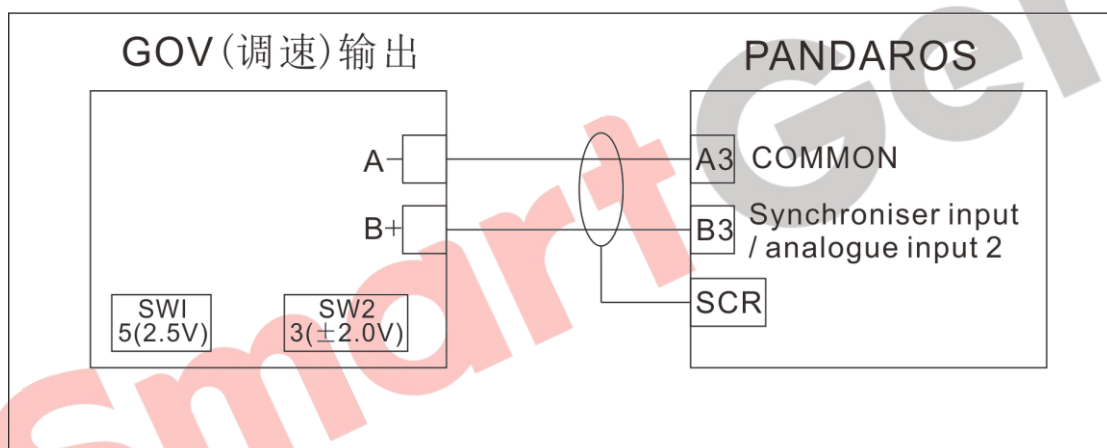 GOV(调速)输出
PANDAROS
A-
A3 COMMON
B+
B3 Synchroniser input
/ analogue input 2
SCR
SWI
5(2.5V)
SW2
3(±2.0V)
SmartGen